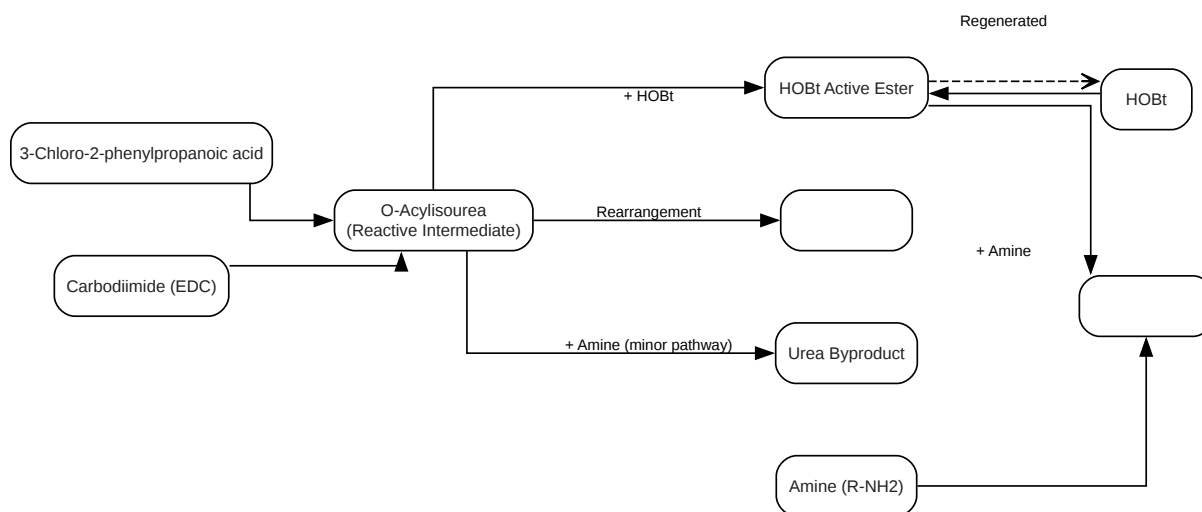 Regenerated
HOBt Active Ester
+ HOBt
HOBt
3-Chloro-2-phenylpropanoic acid
O-Acylisourea
(Reactive Intermediate)
Rearrangement
+ Amine
Carbodiimide (EDC)
+ Amine (minor pathway)
Urea Byproduct
Amine (R-NH2)